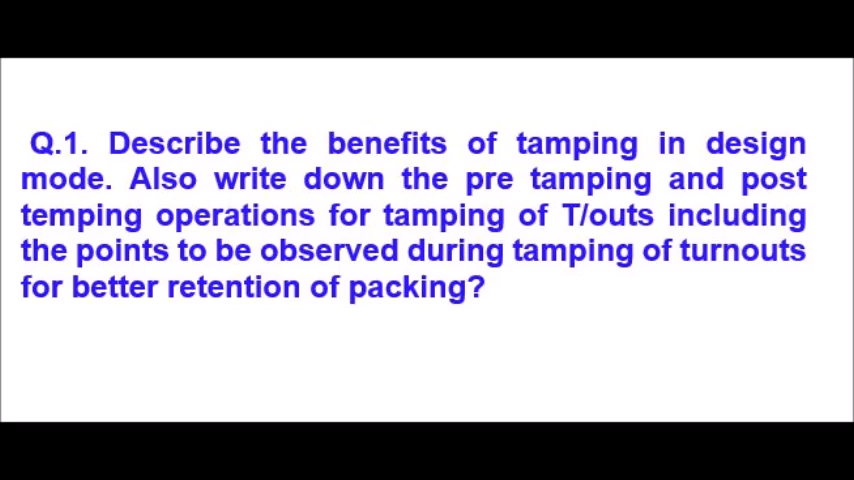 Q.1. Describe the benefits of tamping in design
mode. Also write down the pre tamping and post
temping operations for tamping of T/outs including
the points to be observed during tamping of turnouts
for better retention of packing?